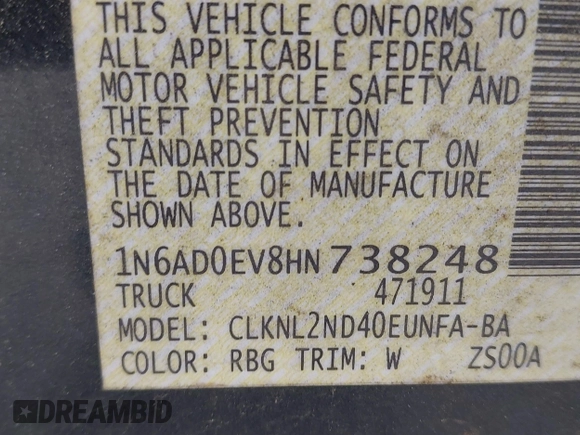 THIS VEHICLE CONFORMS TO
ALL APPLICABLE FEDERAL
MOTOR VEHICLE SAFETY AND
THEFT PREVENTION
STANDARDS IN EFFECT ON
THE DATE OF MANUFACTURE
SHOWN ABOVE.
1N6AD0EV8HN738248
TRUCK 471911
MODEL: CLKNL2ND40EUNFA-BA
COLOR: RBG TRIM: W ZS00A
DREAMBID